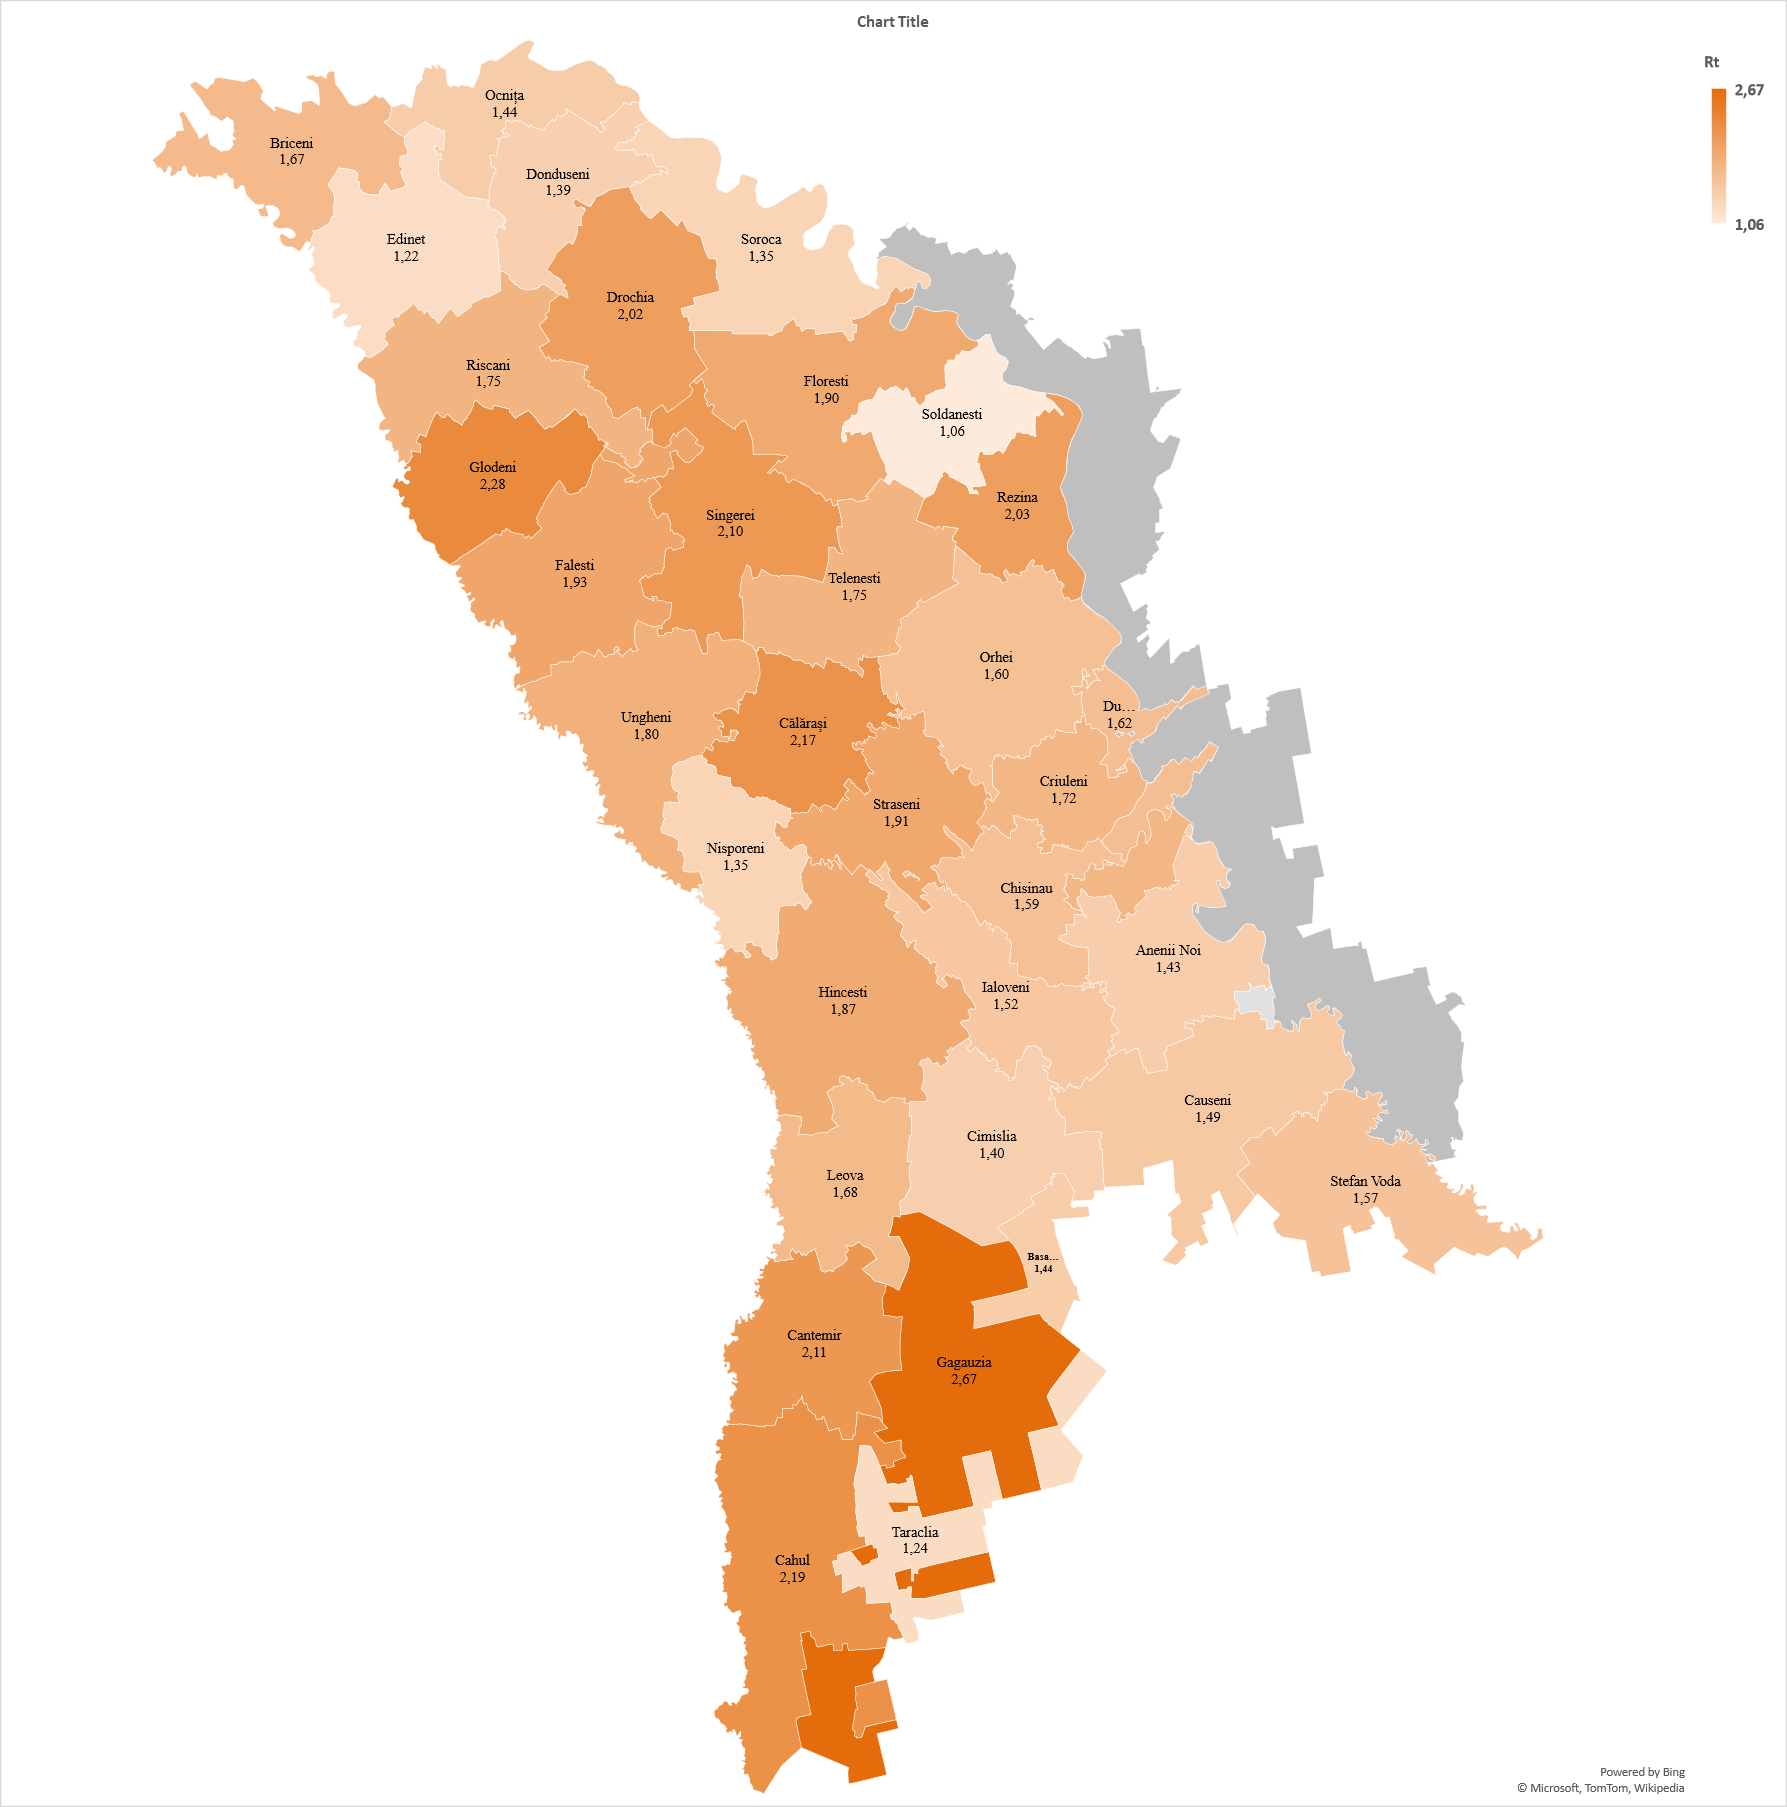 Chart Title
Rt
2,67
1,06
Ocnița
1,44
Briceni
1,67
Donduseni
1,39
Edinet
1,22
Soroca
1,35
Drochia
2,02
Riscani
1,75
Floresti
1,90
Soldanesti
1,06
Glodeni
2,28
Rezina
2,03
Singerei
2,10
Falesti
1,93
Telenesti
1,75
Orhei
1,60
Du...
1,62
Ungheni
1,80
Călărași
2,17
Criuleni
1,72
Straseni
1,91
Nisporeni
1,35
Chisinau
1,59
Anenii Noi
1,43
Hincesti
1,87
Ialoveni
1,52
Causeni
1,49
Cimislia
1,40
Leova
1,68
Stefan Voda
1,57
Basa...
1,44
Cantemir
2,11
Gagauzia
2,67
Taraclia
1,24
Cahul
2,19
Powered by Bing
© Microsoft, TomTom, Wikipedia